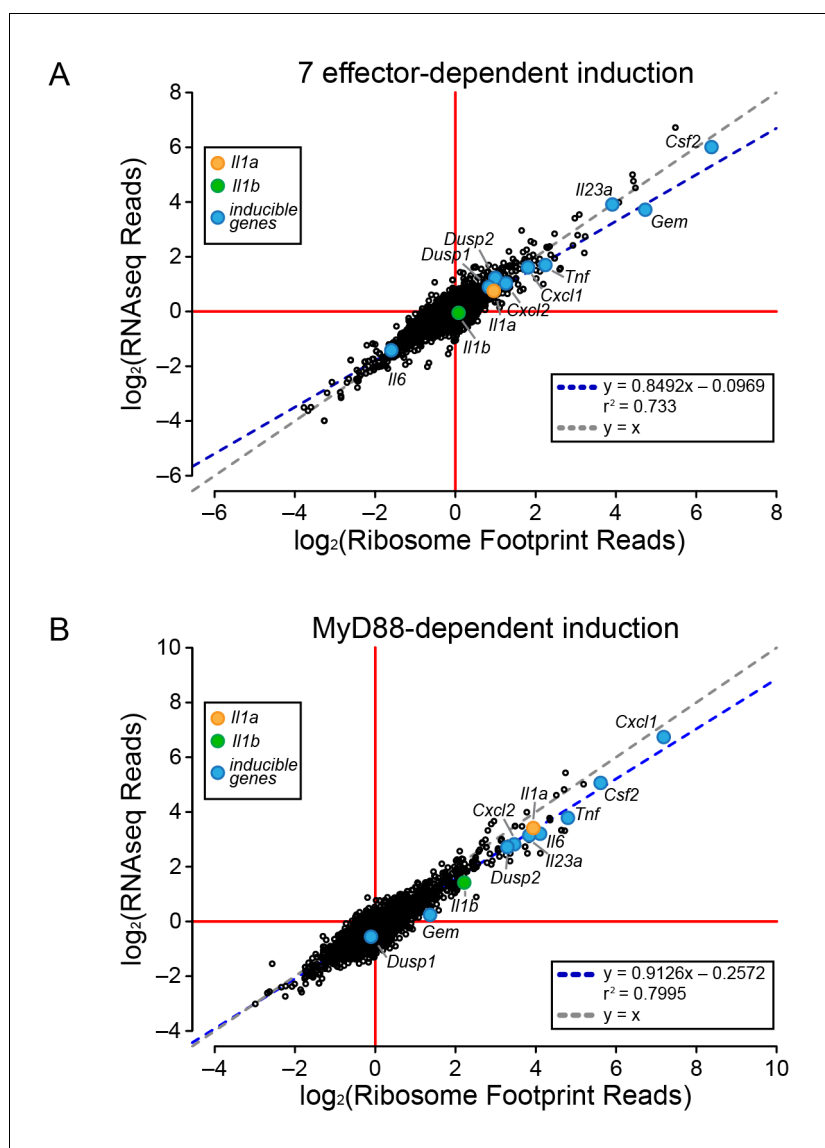 A
7 effector-dependent induction
log₂(RNAseq Reads)
8
6
4
2
0
−2
−4
−6
Il1a
Il1b
inducible
genes
Csf2
Il23a
Gem
Dusp2
Dusp1
Tnf
Cxcl1
Cxcl2
Il1a
Il1b
Il6
y = 0.8492x – 0.0969
r² = 0.733
y = x
−6 −4 −2 0 2 4 6 8
log₂(Ribosome Footprint Reads)
B
MyD88-dependent induction
log₂(RNAseq Reads)
10
8
6
4
2
0
−2
−4
Il1a
Il1b
inducible
genes
Cxcl1
Csf2
Il1a
Cxcl2
Tnf
Il6
Il23a
Dusp2
Il1b
Gem
Dusp1
y = 0.9126x – 0.2572
r² = 0.7995
y = x
−4 −2 0 2 4 6 8 10
log₂(Ribosome Footprint Reads)